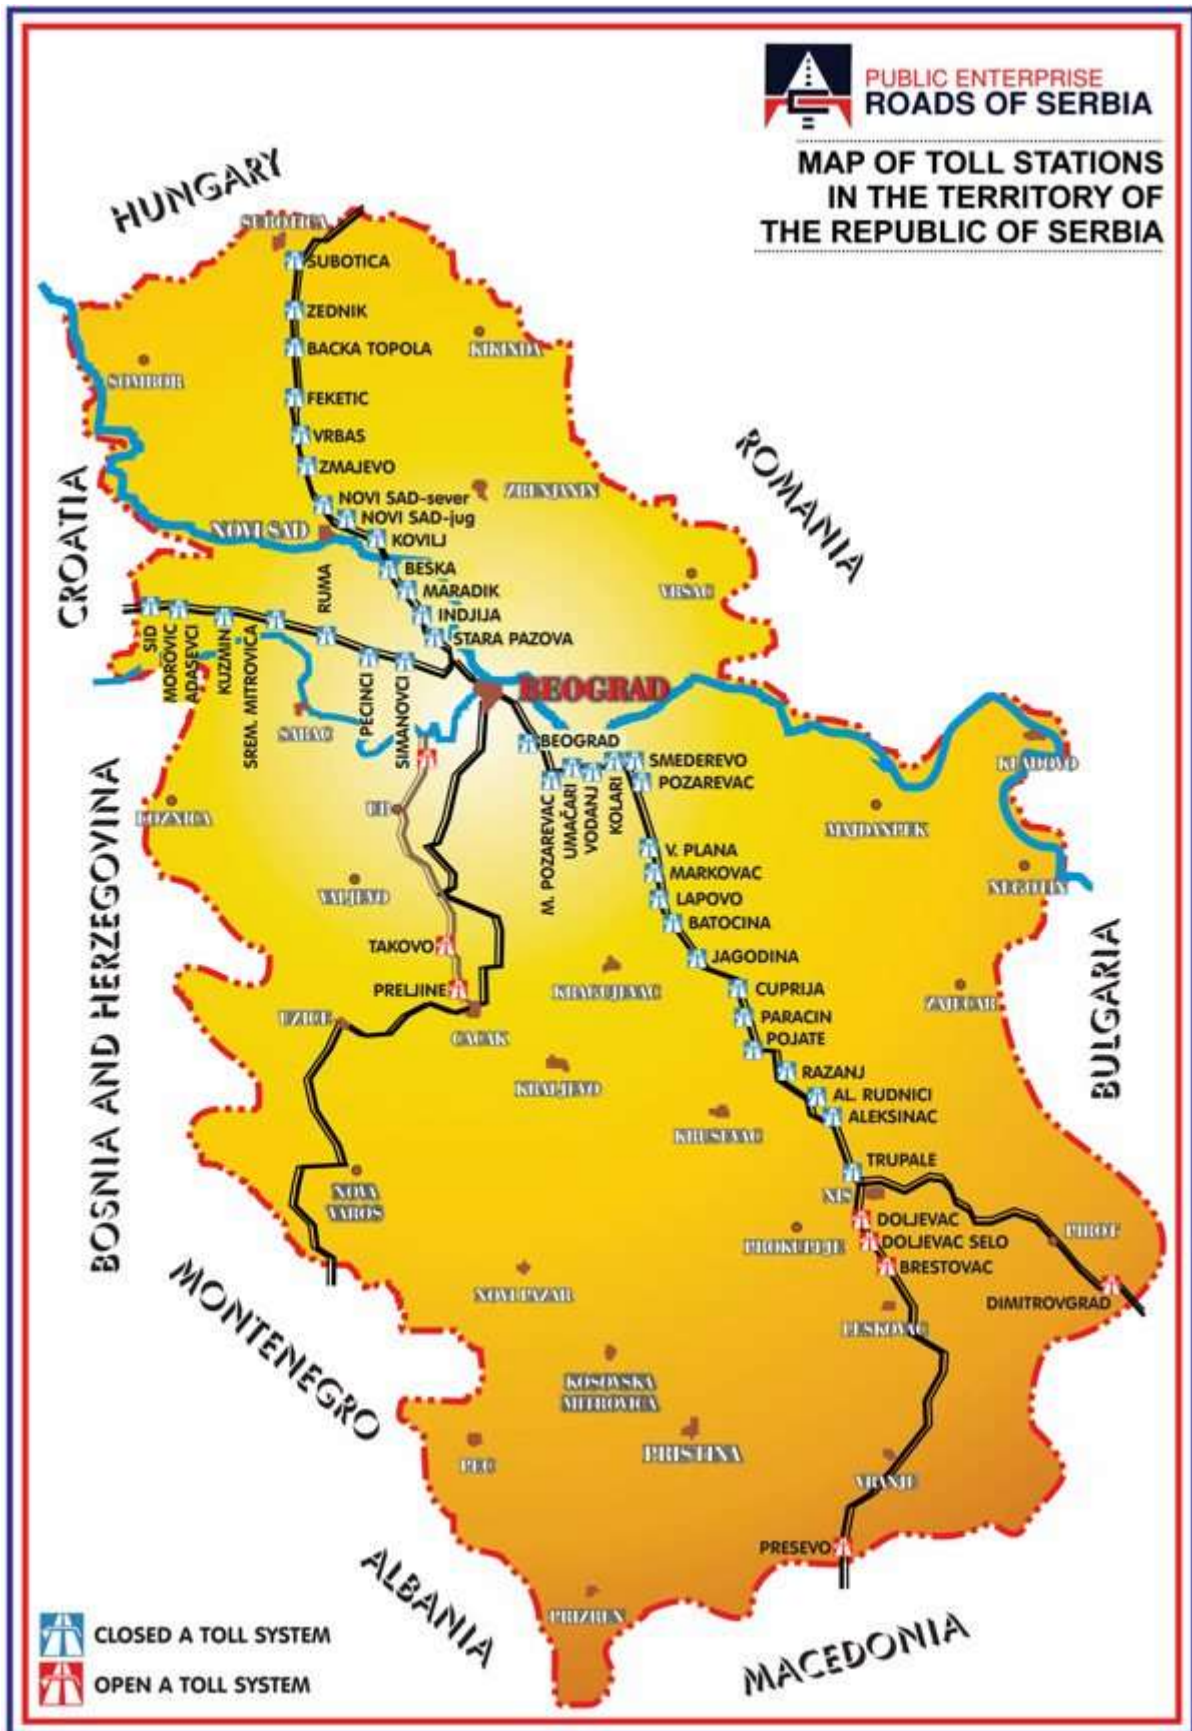 PUBLIC ENTERPRISE
ROADS OF SERBIA
MAP OF TOLL STATIONS
IN THE TERRITORY OF
THE REPUBLIC OF SERBIA
HUNGARY
SUBOTICA
SUBOTICA
ZEDNIK
BACKA TOPOLA
KIKINDA
SOMBOR
FEKETIC
VRBAS
ZMAJEVO
ROMANIA
CROATIA
NOVI SAD-sever
ZRENJANIN
NOVI SAD-jug
NOVI SAD
KOVILJ
BESKA
MARADIK
VRSAC
INDJIJA
STARA PAZOVA
RUMA
SID
MOROVIC
ADASEVCI
KUZMIN
SREM. MITROVICA
PECINCI
SIMANOVCI
SABAC
BEOGRAD
BEOGRAD
SMEDEREVO
POZAREVAC
M. POZAREVAC
UMAČARI
VODANJ
KOLARI
KLADOVO
LOZNICA
UB
MAJDANPEK
V. PLANA
MARKOVAC
NEGOTIN
VALJEVO
LAPOVO
BATOCINA
TAKOVO
JAGODINA
PRELJINE
KRAGUJEVAC
CUPRIJA
ZAJECAR
UZICE
CACAK
PARACIN
POJATE
BOSNIA AND HERZEGOVINA
BULGARIA
KRALJEVO
RAZANJ
AL. RUDNICI
ALEKSINAC
KRUSEVAC
TRUPALE
NOVA
VAROS
NIS
DOLJEVAC
PROKUPLJE
DOLJEVAC SELO
PIROT
BRESTOVAC
MONTENEGRO
NOVI PAZAR
DIMITROVGRAD
LESKOVAC
KOSOVSKA
MITROVICA
PEC
PRISTINA
VRANJE
PRESEVO
ALBANIA
PRIZREN
MACEDONIA
CLOSED A TOLL SYSTEM
OPEN A TOLL SYSTEM